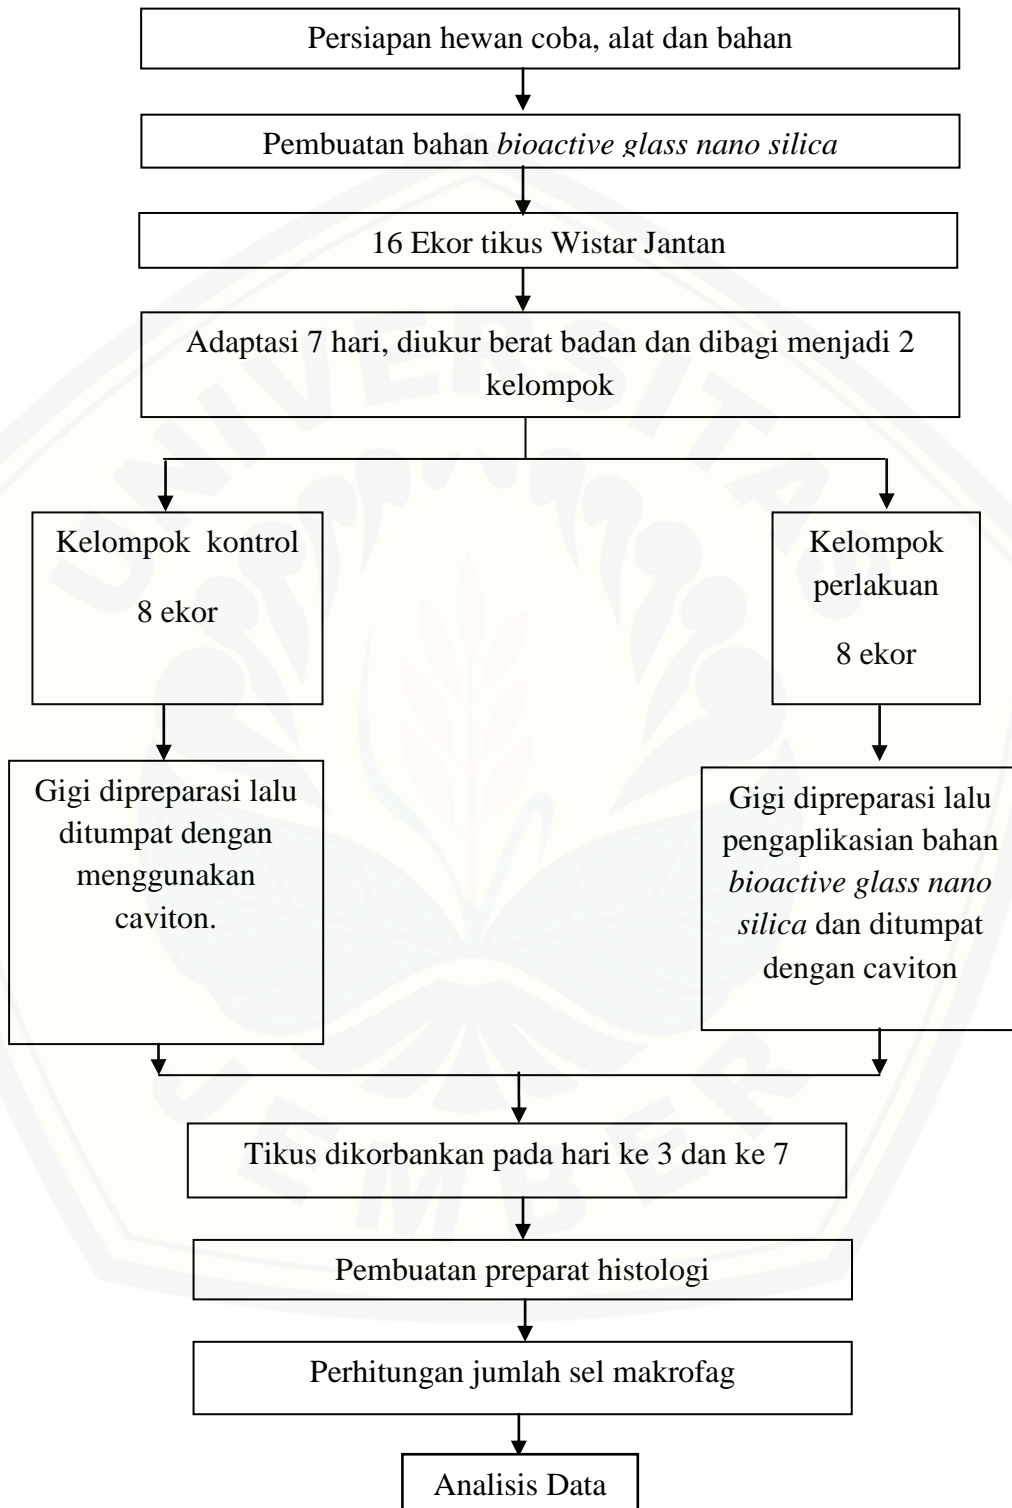 Persiapan hewan coba, alat dan bahan
Pembuatan bahan bioactive glass nano silica
16 Ekor tikus Wistar Jantan
Adaptasi 7 hari, diukur berat badan dan dibagi menjadi 2
kelompok
Kelompok kontrol
8 ekor
Kelompok
perlakuan
8 ekor
Gigi dipreparasi lalu
ditumpat dengan
menggunakan
caviton.
Gigi dipreparasi lalu
pengaplikasian bahan
bioactive glass nano
silica dan ditumpat
dengan caviton
Tikus dikorbankan pada hari ke 3 dan ke 7
Pembuatan preparat histologi
Perhitungan jumlah sel makrofag
Analisis Data
UNIVERSITAS
JEMBER